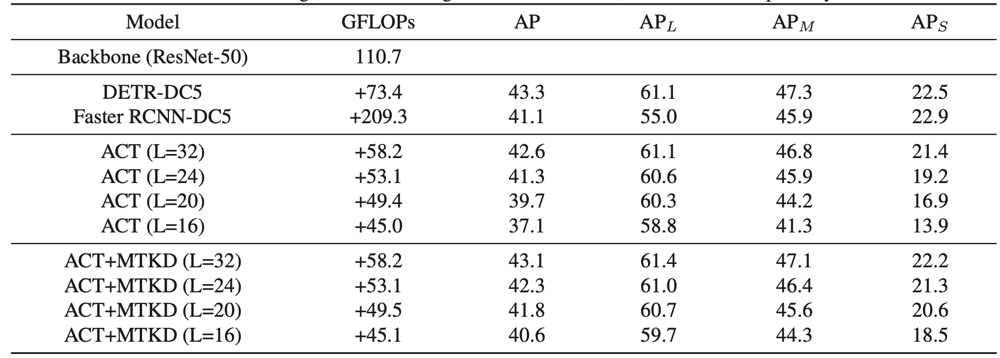 Model GFLOPs AP AP_L AP_M AP_S
Backbone (ResNet-50) 110.7
DETR-DC5 +73.4 43.3 61.1 47.3 22.5
Faster RCNN-DC5 +209.3 41.1 55.0 45.9 22.9
ACT (L=32) +58.2 42.6 61.1 46.8 21.4
ACT (L=24) +53.1 41.3 60.6 45.9 19.2
ACT (L=20) +49.4 39.7 60.3 44.2 16.9
ACT (L=16) +45.0 37.1 58.8 41.3 13.9
ACT+MTKD (L=32) +58.2 43.1 61.4 47.1 22.2
ACT+MTKD (L=24) +53.1 42.3 61.0 46.4 21.3
ACT+MTKD (L=20) +49.5 41.8 60.7 45.6 20.6
ACT+MTKD (L=16) +45.1 40.6 59.7 44.3 18.5